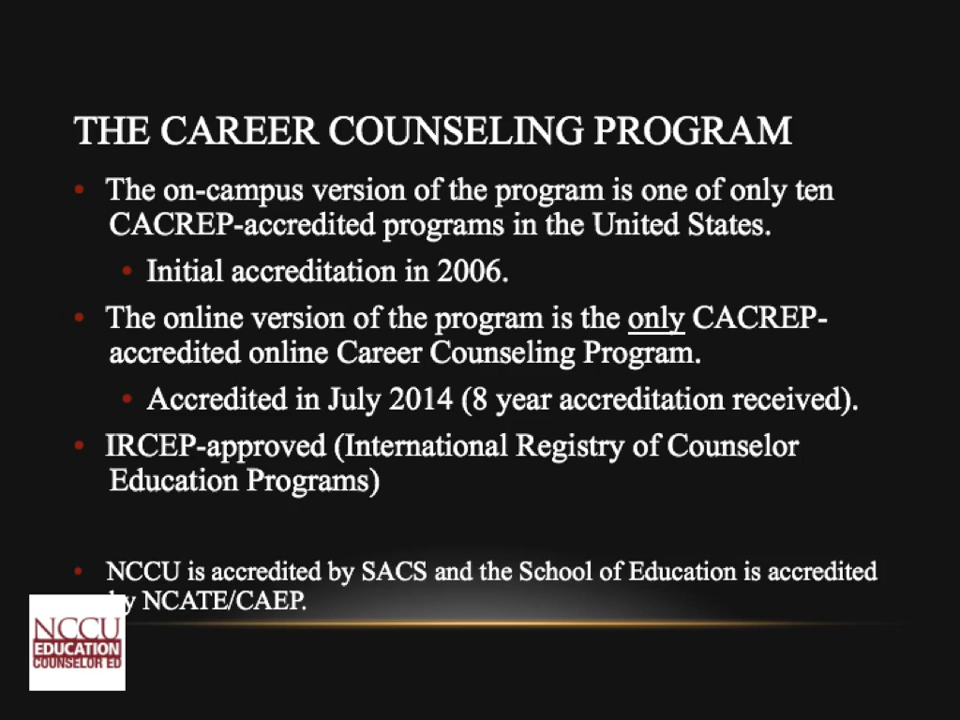 THE CAREER COUNSELING PROGRAM
• The on-campus version of the program is one of only ten
CACREP-accredited programs in the United States.
• Initial accreditation in 2006.
• The online version of the program is the only CACREP-
accredited online Career Counseling Program.
• Accredited in July 2014 (8 year accreditation received).
• IRCEP-approved (International Registry of Counselor
Education Programs)
• NCCU is accredited by SACS and the School of Education is accredited
by NCATE/CAEP.
NCCU
EDUCATION
COUNSELOR ED